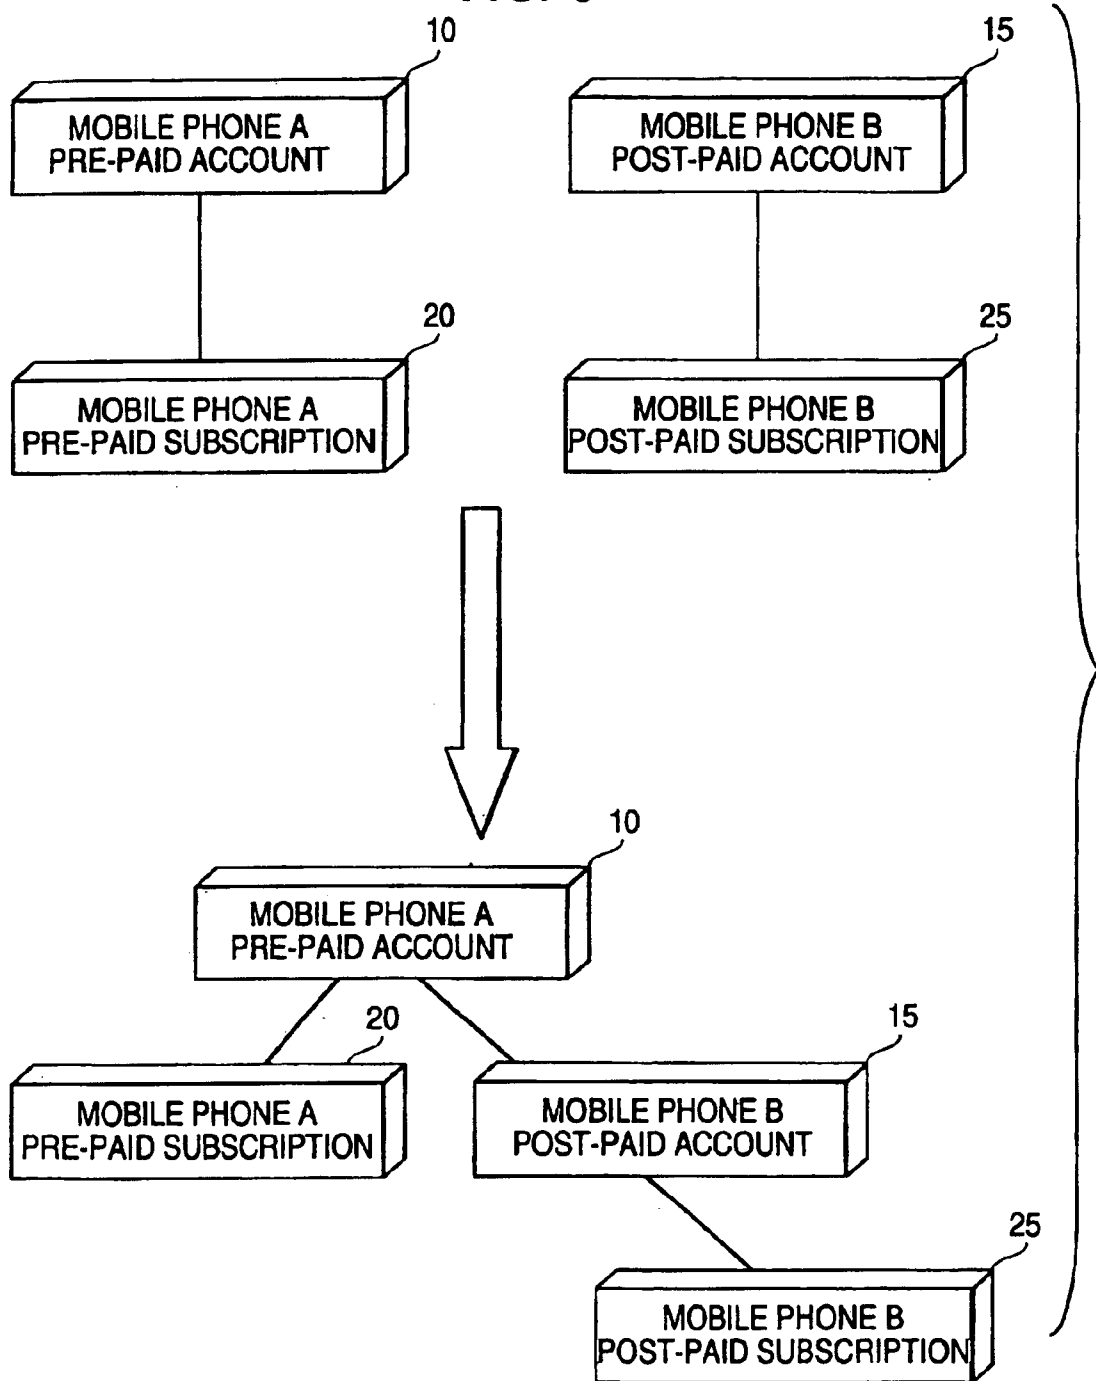 10
15
MOBILE PHONE A
PRE-PAID ACCOUNT
MOBILE PHONE B
POST-PAID ACCOUNT
20
25
MOBILE PHONE A
PRE-PAID SUBSCRIPTION
MOBILE PHONE B
POST-PAID SUBSCRIPTION
10
MOBILE PHONE A
PRE-PAID ACCOUNT
20
15
MOBILE PHONE A
PRE-PAID SUBSCRIPTION
MOBILE PHONE B
POST-PAID ACCOUNT
25
MOBILE PHONE B
POST-PAID SUBSCRIPTION